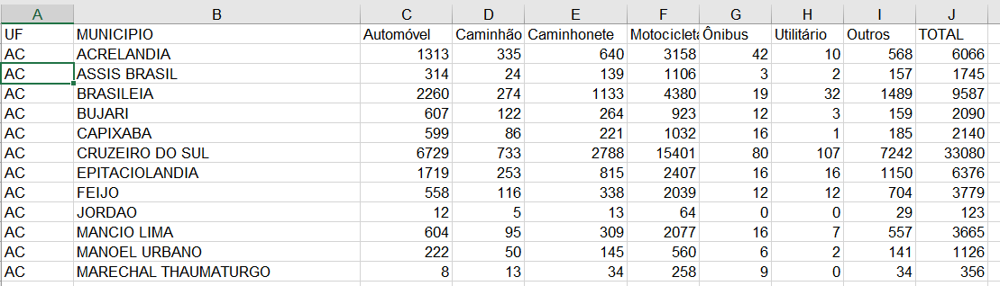 A B C D E F G H I J
UF MUNICIPIO Automóvel Caminhão Caminhonete Motocicleta Ônibus Utilitário Outros TOTAL
AC ACRELANDIA 1313 335 640 3158 42 10 568 6066
AC ASSIS BRASIL 314 24 139 1106 3 2 157 1745
AC BRASILEIA 2260 274 1133 4380 19 32 1489 9587
AC BUJARI 607 122 264 923 12 3 159 2090
AC CAPIXABA 599 86 221 1032 16 1 185 2140
AC CRUZEIRO DO SUL 6729 733 2788 15401 80 107 7242 33080
AC EPITACIOLANDIA 1719 253 815 2407 16 16 1150 6376
AC FEIJO 558 116 338 2039 12 12 704 3779
AC JORDAO 12 5 13 64 0 0 29 123
AC MANCIO LIMA 604 95 309 2077 16 7 557 3665
AC MANOEL URBANO 222 50 145 560 6 2 141 1126
AC MARECHAL THAUMATURGO 8 13 34 258 9 0 34 356